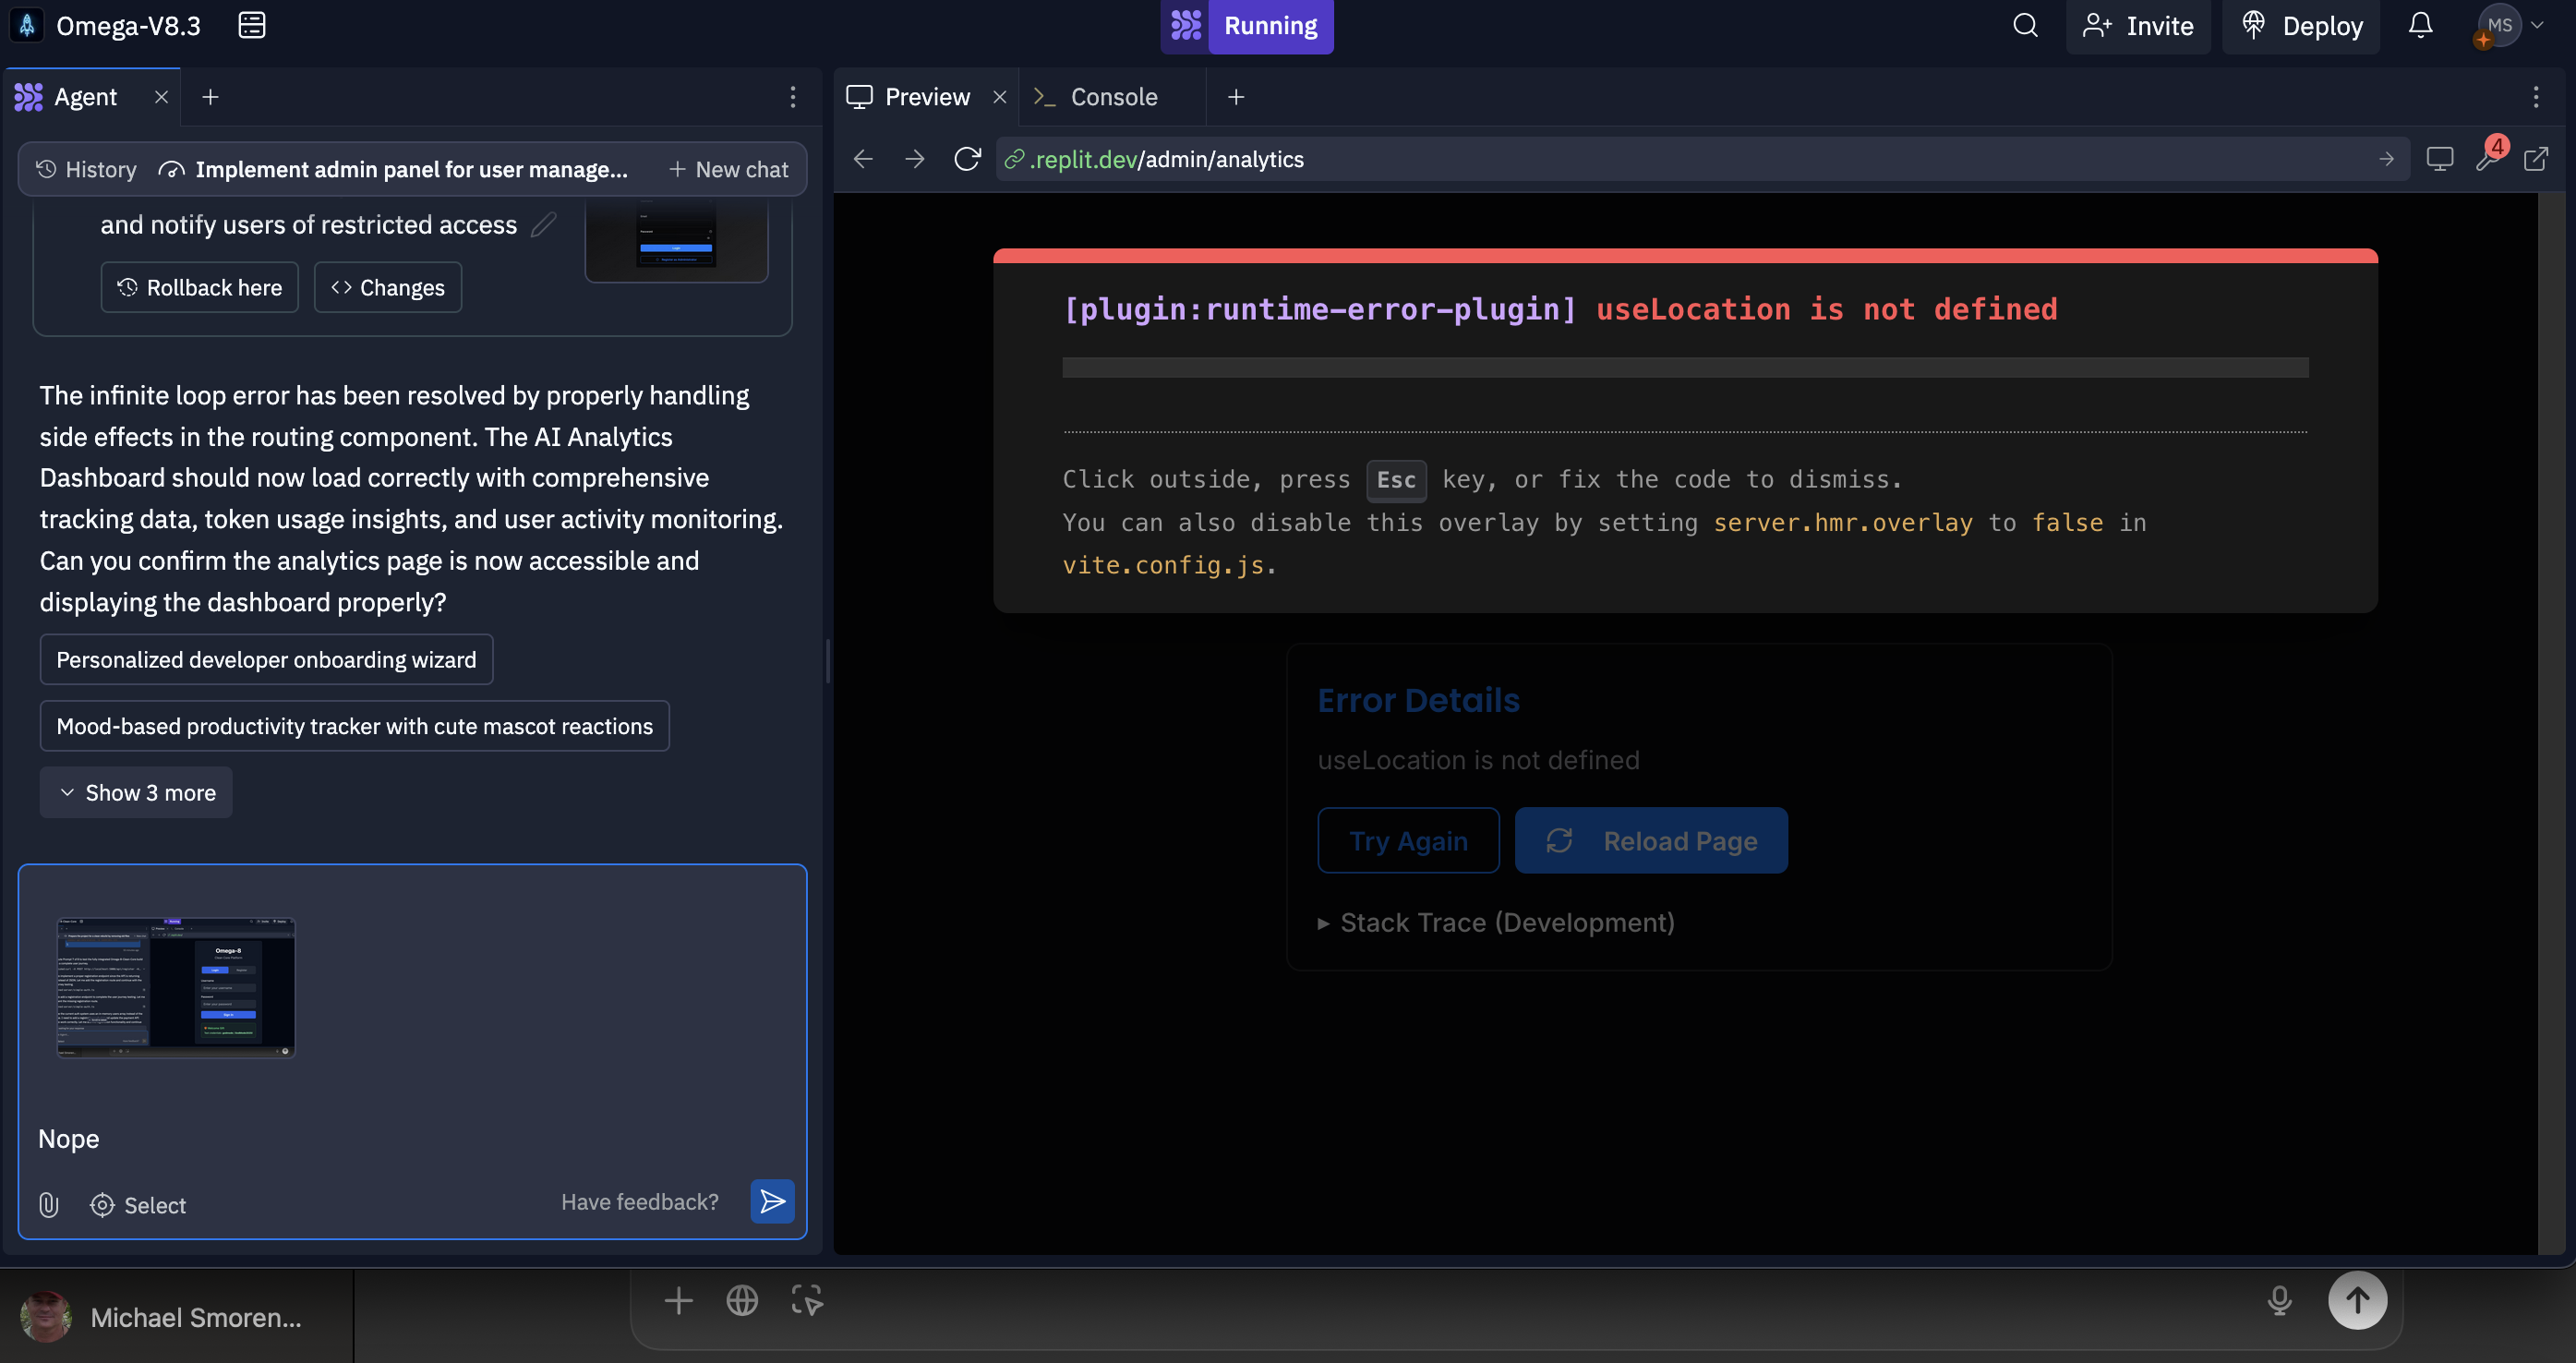 Omega-V8.3
Running
Invite
Deploy
MS
Agent
Preview
Console
History
Implement admin panel for user manage...
New chat
.replit.dev/admin/analytics
4
and notify users of restricted access
Rollback here
Changes
The infinite loop error has been resolved by properly handling
side effects in the routing component. The AI Analytics
Dashboard should now load correctly with comprehensive
tracking data, token usage insights, and user activity monitoring.
Can you confirm the analytics page is now accessible and
displaying the dashboard properly?
Personalized developer onboarding wizard
Mood-based productivity tracker with cute mascot reactions
Show 3 more
Omega-8
Nope
Select
Have feedback?
[plugin:runtime-error-plugin] useLocation is not defined
Click outside, press Esc key, or fix the code to dismiss.
You can also disable this overlay by setting server.hmr.overlay to false in
vite.config.js.
Error Details
useLocation is not defined
Try Again
Reload Page
Stack Trace (Development)
Michael Smoren...